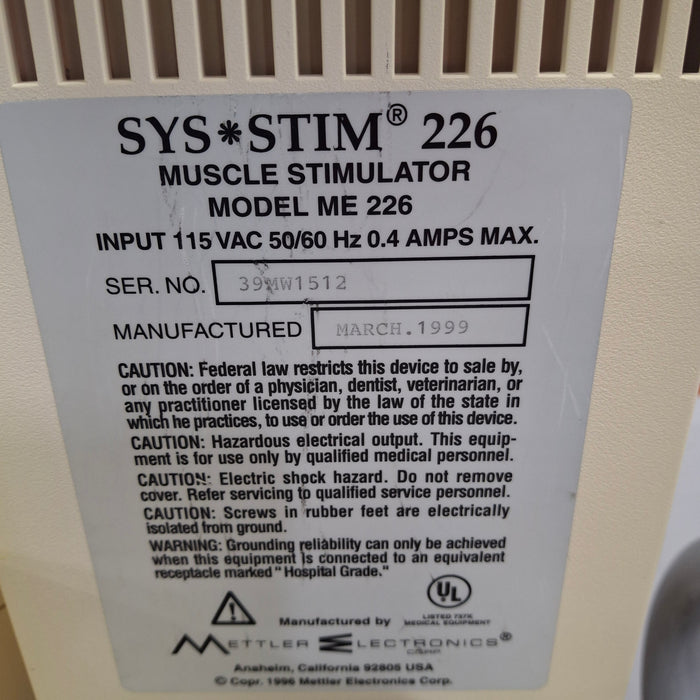 SYS*STIM® 226
MUSCLE STIMULATOR
MODEL ME 226
INPUT 115 VAC 50/60 Hz 0.4 AMPS MAX.
SER. NO. 39MW1512
MANUFACTURED MARCH.1999
CAUTION: Federal law restricts this device to sale by,
or on the order of a physician, dentist, veterinarian, or
any practitioner licensed by the law of the state in
which he practices, to use or order the use of this device.
CAUTION: Hazardous electrical output. This equip-
ment is for use only by qualified medical personnel.
CAUTION: Electric shock hazard. Do not remove
cover. Refer servicing to qualified service personnel.
CAUTION: Screws in rubber feet are electrically
isolated from ground.
WARNING: Grounding reliability can only be achieved
when this equipment is connected to an equivalent
receptacle marked "Hospital Grade."
UL
LISTED
MEDICAL EQUIPMENT
Manufactured by
METTLER ELECTRONICS®
CORP.
Anaheim, California 92805 USA
© Copr. 1996 Mettler Electronics Corp.